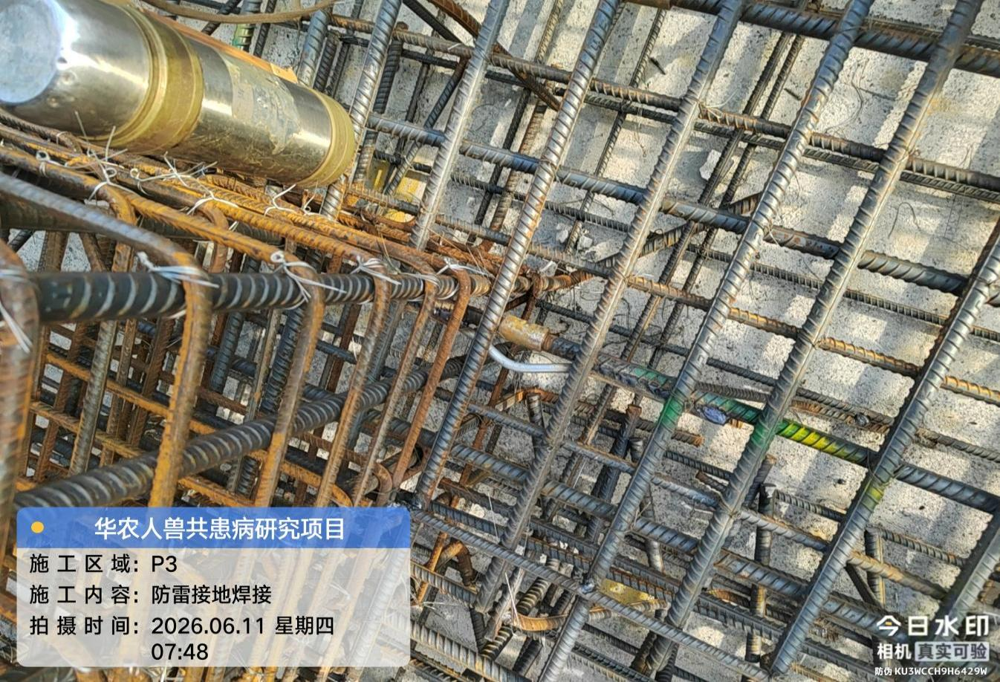 华农人兽共患病研究项目
施工区域：P3
施工内容：防雷接地焊接
拍摄时间：2026.06.11 星期四
07:48
今日水印
相机 真实可验
防伪 KU3WCCH9H6429W